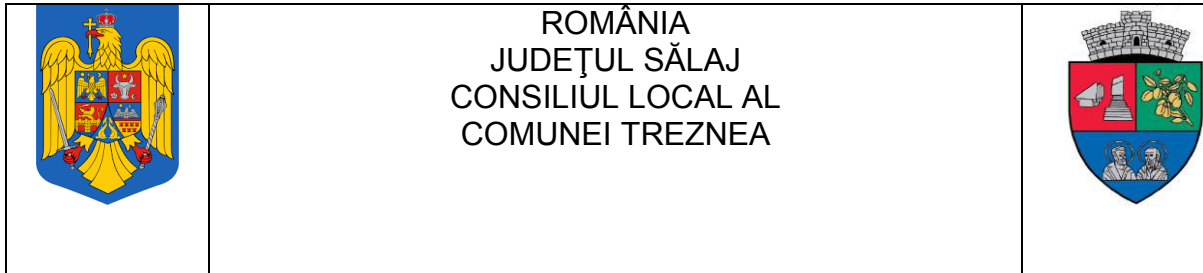 ROMÂNIA
JUDEŢUL SĂLAJ
CONSILIUL LOCAL AL
COMUNEI TREZNEA